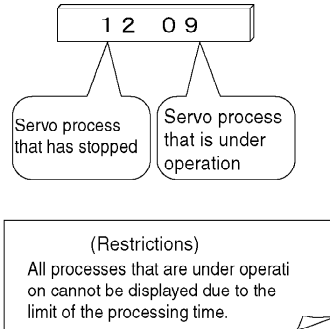 12 09
Servo process
that has stopped
Servo process
that is under
operation
(Restrictions)
All processes that are under operati
on cannot be displayed due to the
limit of the processing time.